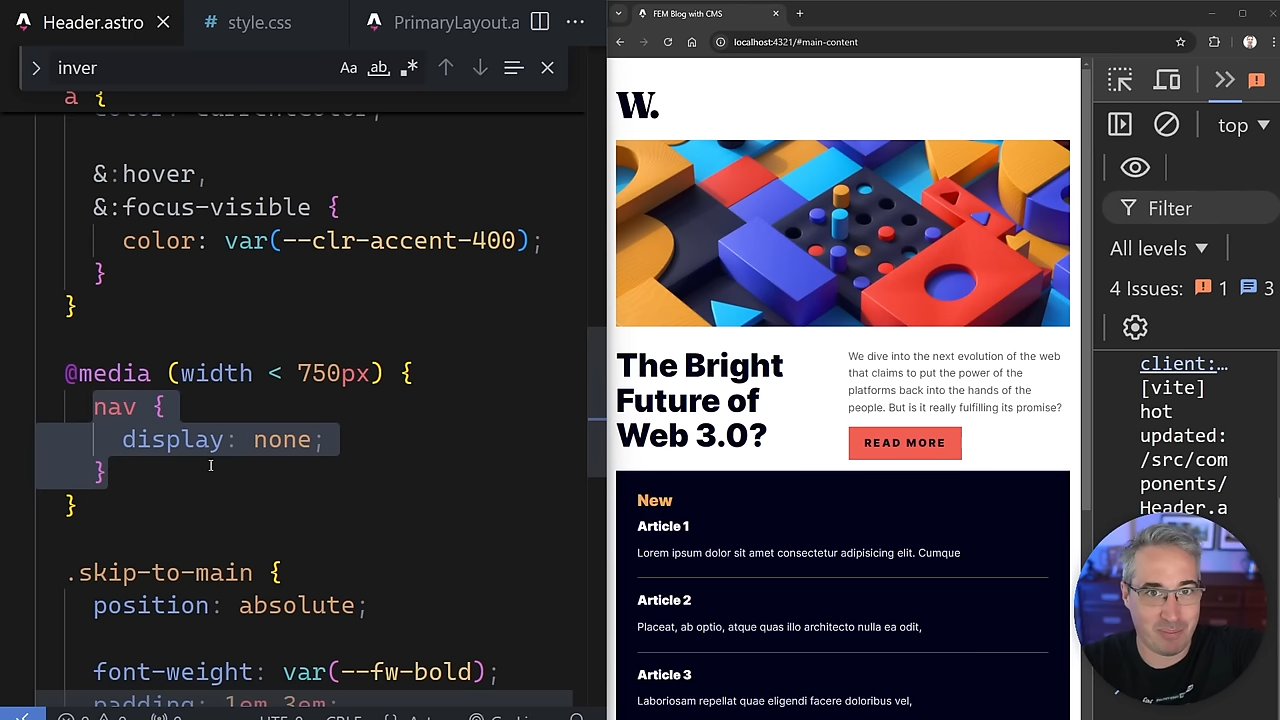 Header.astro
# style.css
PrimaryLayout.a
inver
Aa ab
a {
color: currentColor;
&:hover,
&:focus-visible {
color: var(--clr-accent-400);
}
}
@media (width < 750px) {
nav {
display: none;
}
}
.skip-to-main {
position: absolute;
font-weight: var(--fw-bold);
padding: 1em 3em;
FEM Blog with CMS
localhost:4321/#main-content
W.
The Bright
Future of
Web 3.0?
We dive into the next evolution of the web
that claims to put the power of the
platforms back into the hands of the
people. But is it really fulfilling its promise?
READ MORE
New
Article 1
Lorem ipsum dolor sit amet consectetur adipisicing elit. Cumque
Article 2
Placeat, ab optio, atque quas illo architecto nulla ea odit,
Article 3
Laboriosam repellat quae eligendi facere doloribus vel,
top
Filter
All levels
4 Issues: 1 3
client:…
[vite]
hot
updated:
/src/com
ponents/
Header.a